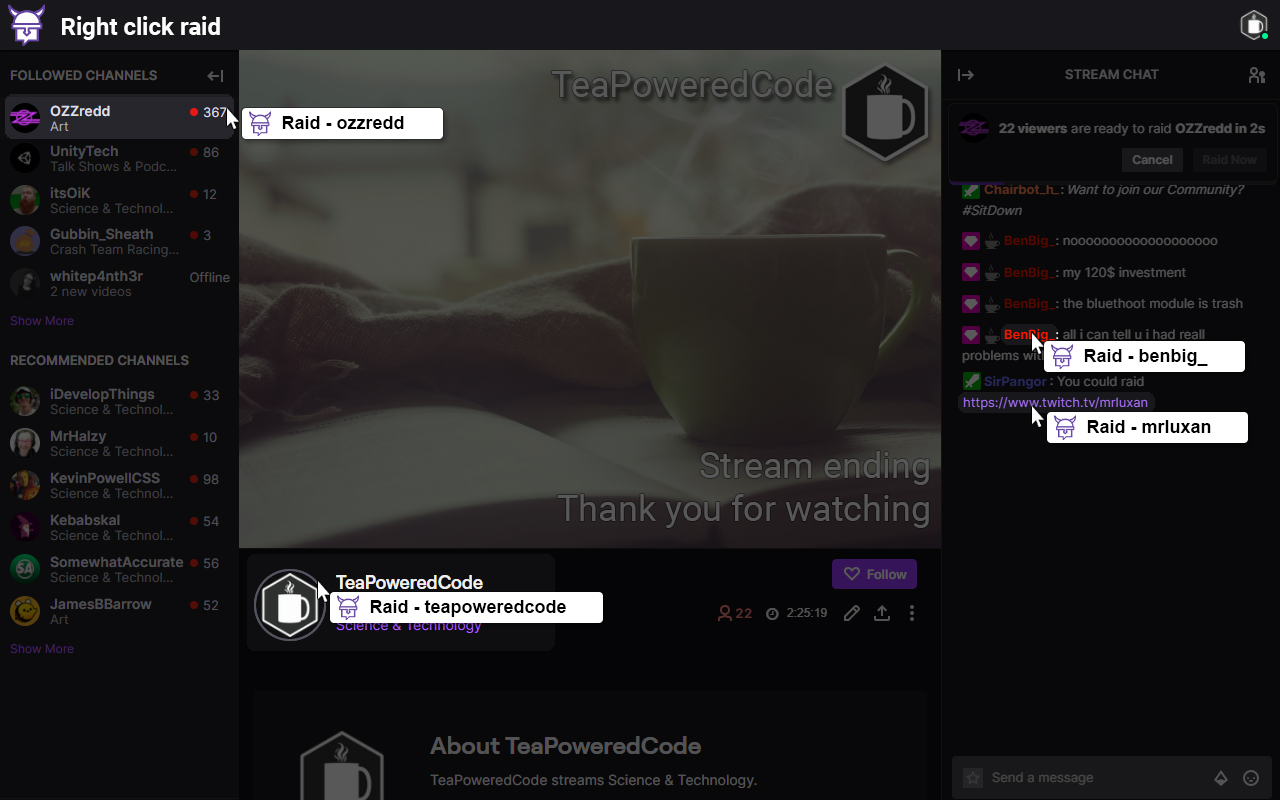 Right click raid
FOLLOWED CHANNELS
OZZredd
367
Art
Raid - ozzredd
UnityTech
86
Talk Shows & Podc...
itsOiK
12
Science & Technol...
Gubbin_Sheath
3
Crash Team Racing...
whitep4nth3r
Offline
2 new videos
Show More
RECOMMENDED CHANNELS
iDevelopThings
33
Science & Technol...
MrHalzy
10
Science & Technol...
KevinPowellCSS
98
Science & Technol...
Kebabskal
54
Science & Technol...
SomewhatAccurate
56
Science & Technol...
SA
JamesBBarrow
52
Art
Show More
TeaPoweredCode
Stream ending
Thank you for watching
TeaPoweredCode
Raid - teapoweredcode
Science & Technology
Follow
22
2:25:19
About TeaPoweredCode
TeaPoweredCode streams Science & Technology.
STREAM CHAT
22 viewers are ready to raid OZZredd in 2s
Cancel
Raid Now
Chairbot_h_: Want to join our Community?
#SitDown
BenBig_: nooooooooooooooooooo
BenBig_: my 120$ investment
BenBig_: the bluethoot module is trash
BenBig_: all i can tell u i had reall
problems with
Raid - benbig_
SirPangor: You could raid
https://www.twitch.tv/mrluxan
Raid - mrluxan
Send a message